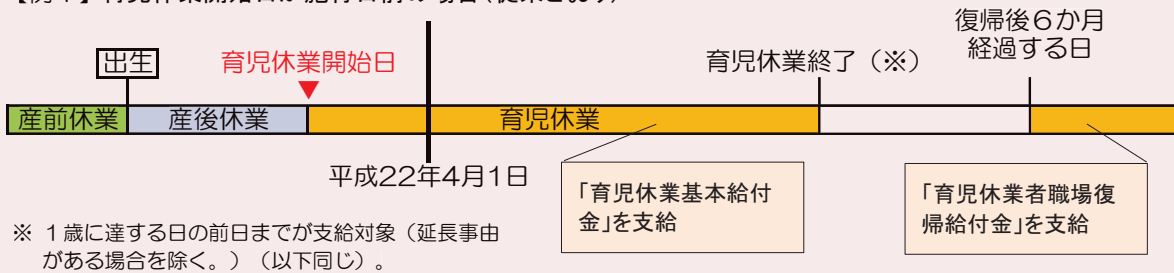 復帰後6か月
経過する日
出生
育児休業開始日
育児休業終了（※）
産前休業
産後休業
育児休業
平成22年4月1日
「育児休業基本給付
金」を支給
「育児休業者職場復
帰給付金」を支給
※ 1歳に達する日の前日までが支給対象（延長事由
がある場合を除く。）（以下同じ）。